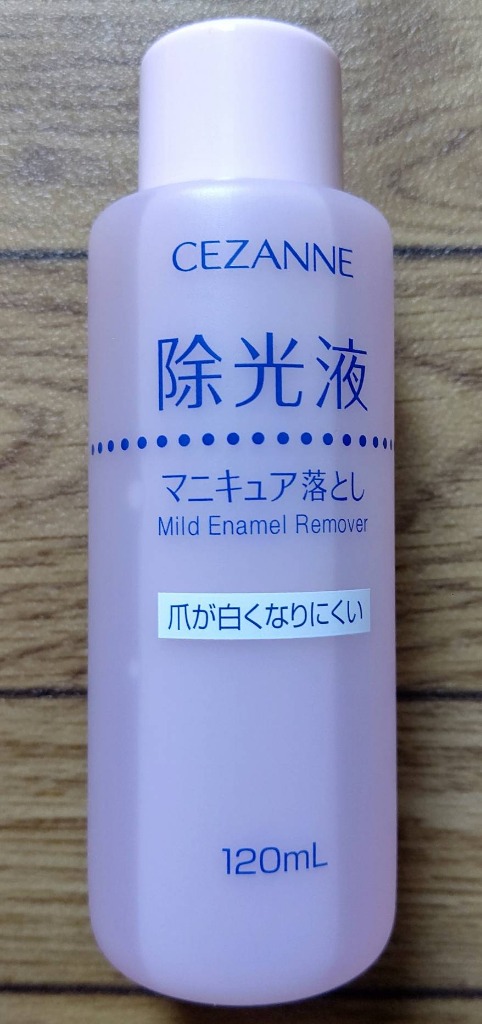 CEZANNE
除光液
マニキュア落とし
Mild Enamel Remover
爪が白くなりにくい
120mL